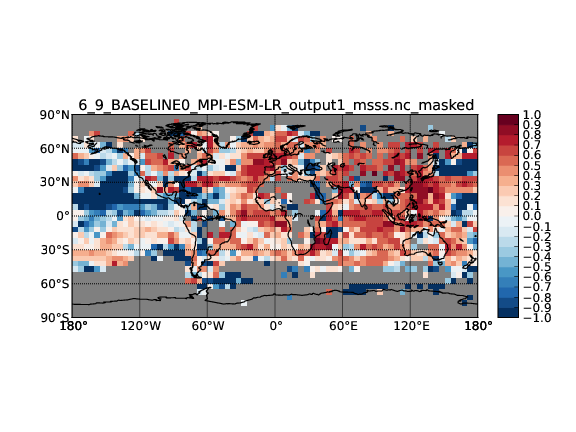 6_9_BASELINE0_MPI-ESM-LR_output1_msss.nc_masked
90°N
60°N
30°N
0°
30°S
60°S
90°S
180° 120°W 60°W 0° 60°E 120°E 180°
1.0
0.9
0.8
0.7
0.6
0.5
0.4
0.3
0.2
0.1
0.0
−0.1
−0.2
−0.3
−0.4
−0.5
−0.6
−0.7
−0.8
−0.9
−1.0